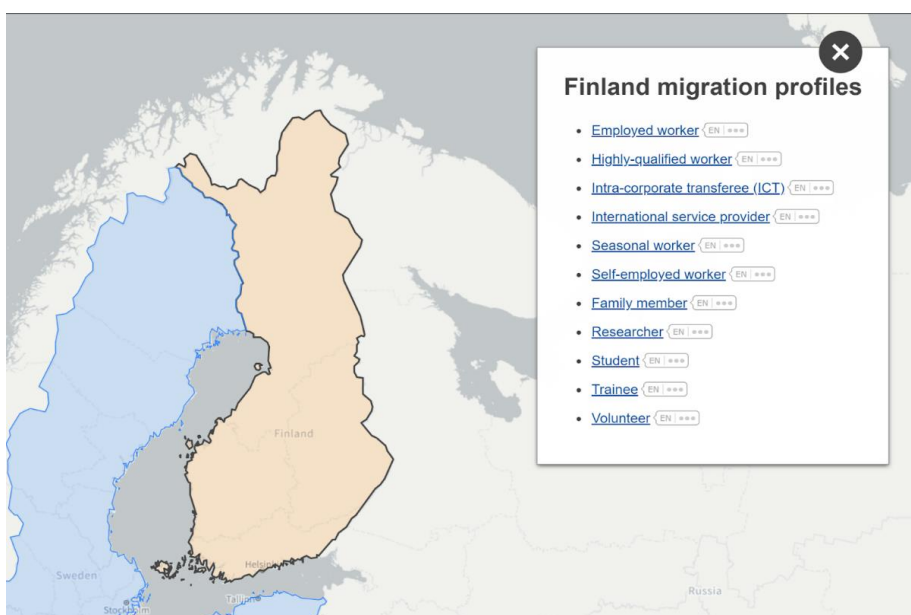 Finland migration profiles
Employed worker EN
Highly-qualified worker EN
Intra-corporate transferee (ICT) EN
International service provider EN
Seasonal worker EN
Self-employed worker EN
Family member EN
Researcher EN
Student EN
Trainee EN
Volunteer EN
Finland
Helsinki
Sweden
Stockholm
Tallinn
Russia